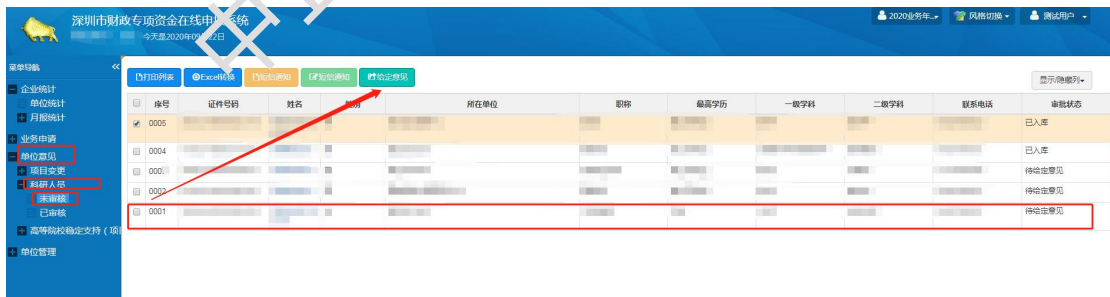 深圳市财政专项资金在线申 系统
今天是2020年09 22日
2020业务年..
风格切换
测试用户
菜单导航
企业统计
单位统计
月报统计
业务申请
单位意见
项目变更
科研人员
未审核
已审核
高等院校稳定支持(项
单位管理
打印列表 Excel转换 短信通知 短信通知 给定意见
显示/隐藏列
序号 证件号码 姓名 所在单位 职称 最高学历 一级学科 二级学科 联系电话 审批状态
0005 已入库
0004 已入库
000 待给定意见
0002 待给定意见
0001 待给定意见